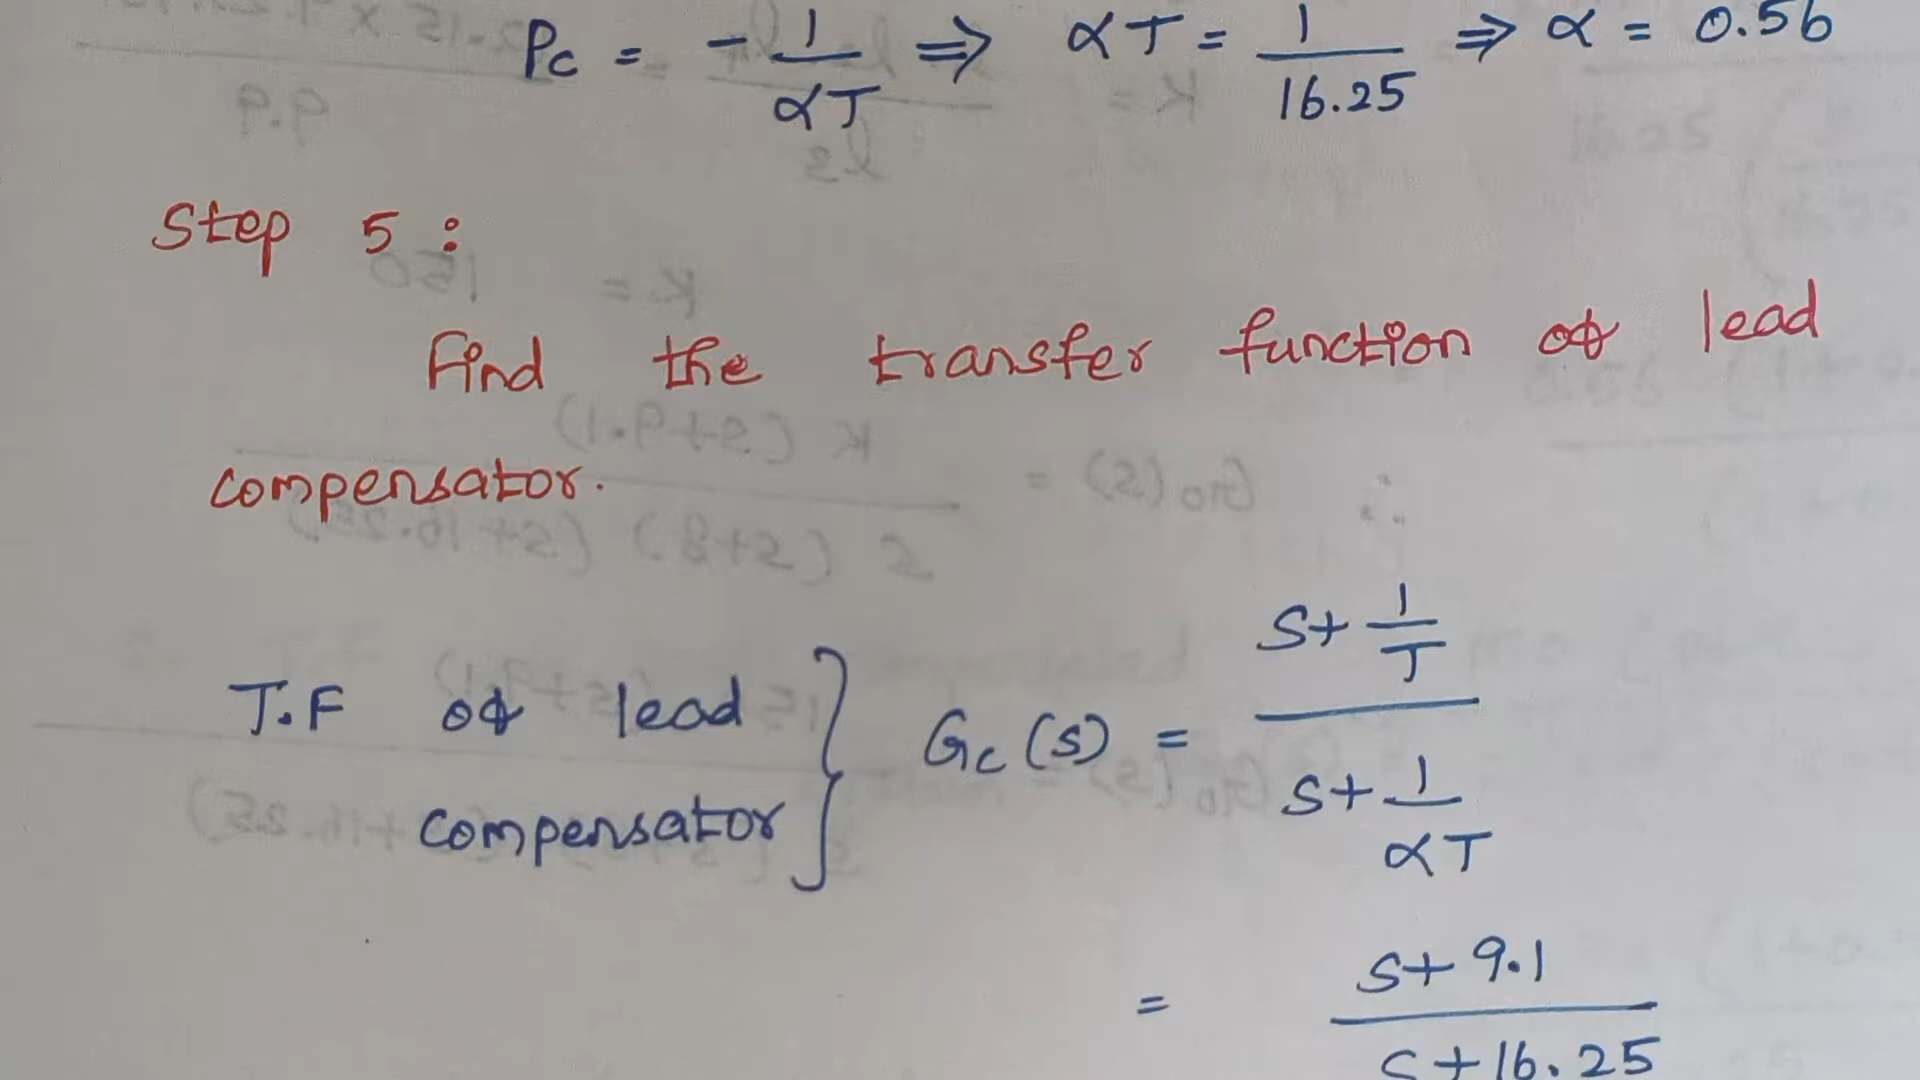 Pc = - 1/αT ⇒ αT = 1/16.25 ⇒ α = 0.56
Step 5 :
Find the transfer function of lead
compensator.
T.F of lead
compensator } Gc(s) = (S + 1/T) / (S + 1/αT)
= (S + 9.1) / (S + 16.25)